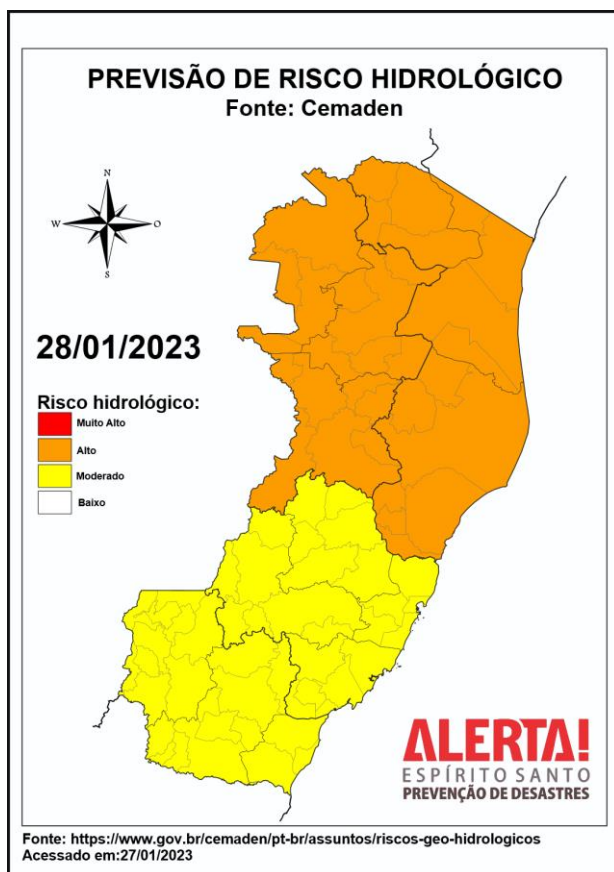 PREVISÃO DE RISCO HIDROLÓGICO
Fonte: Cemaden
N
W
O
S
28/01/2023
Risco hidrológico:
Muito Alto
Alto
Moderado
Baixo
ALERTA!
ESPÍRITO SANTO
PREVENÇÃO DE DESASTRES
Fonte: https://www.gov.br/cemaden/pt-br/assuntos/riscos-geo-hidrologicos
Acessado em:27/01/2023